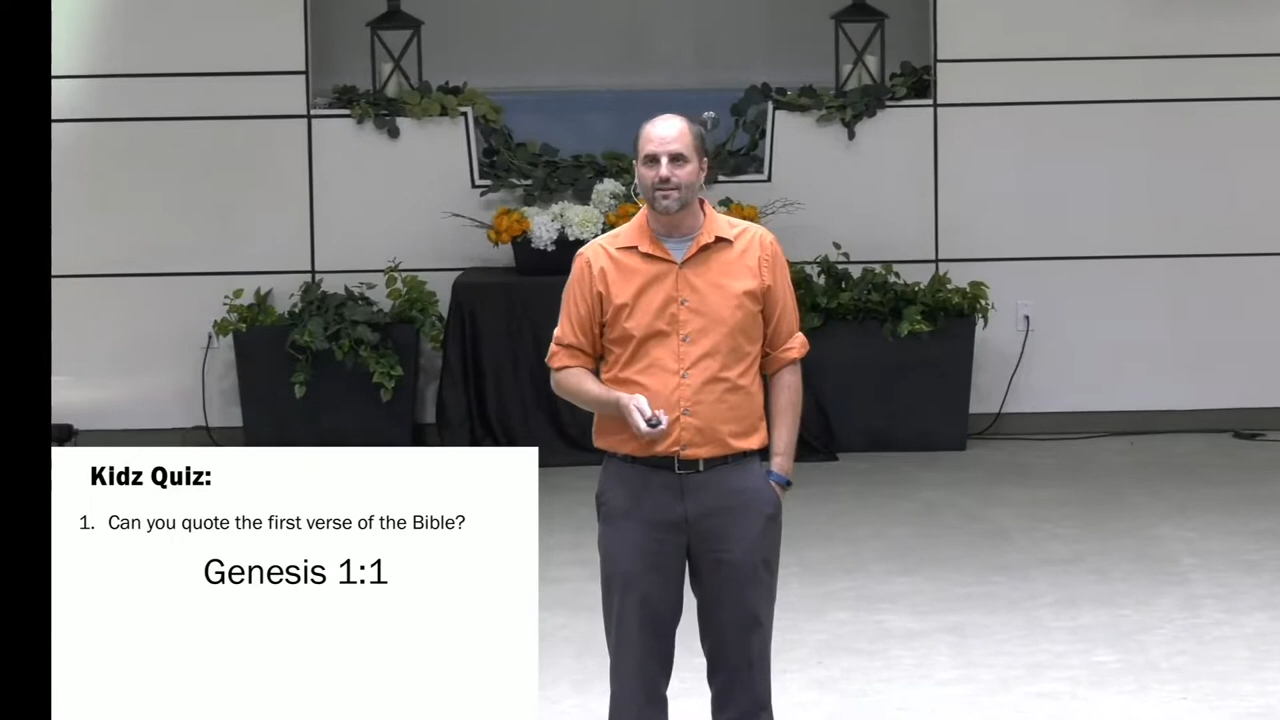 Kidz Quiz:
1. Can you quote the first verse of the Bible?
Genesis 1:1